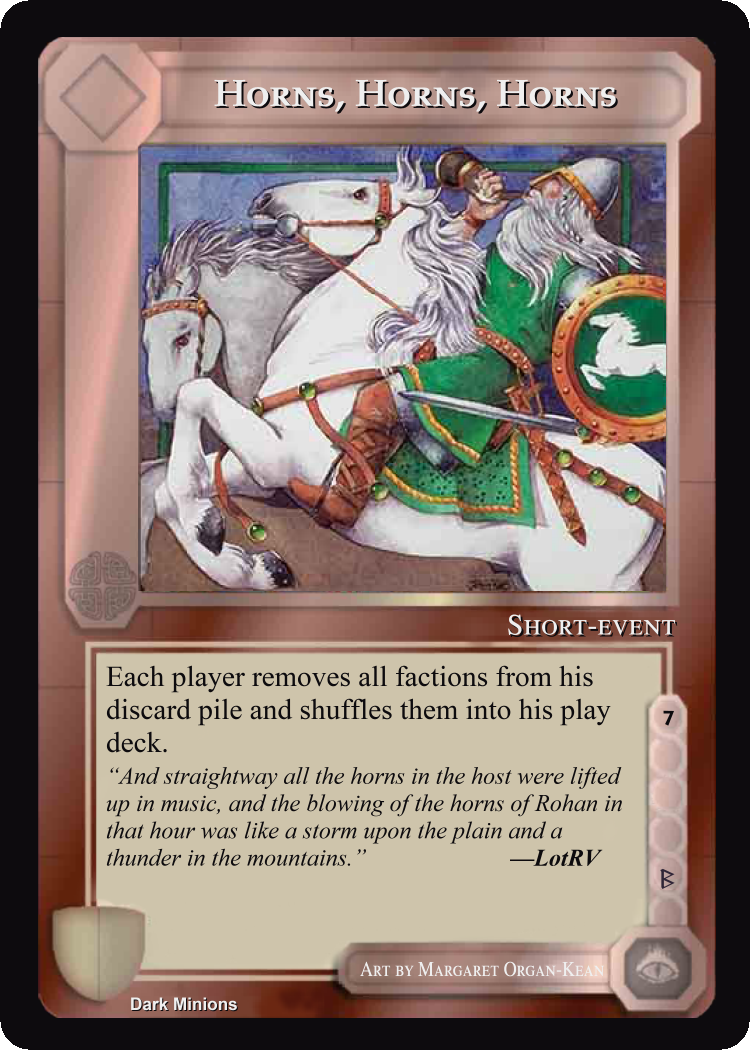 Horns, Horns, Horns
Short-event
Each player removes all factions from his
discard pile and shuffles them into his play
deck.
“And straightway all the horns in the host were lifted
up in music, and the blowing of the horns of Rohan in
that hour was like a storm upon the plain and a
thunder in the mountains.” —LotRV
7
ᛒ
Art by Margaret Organ-Kean
Dark Minions